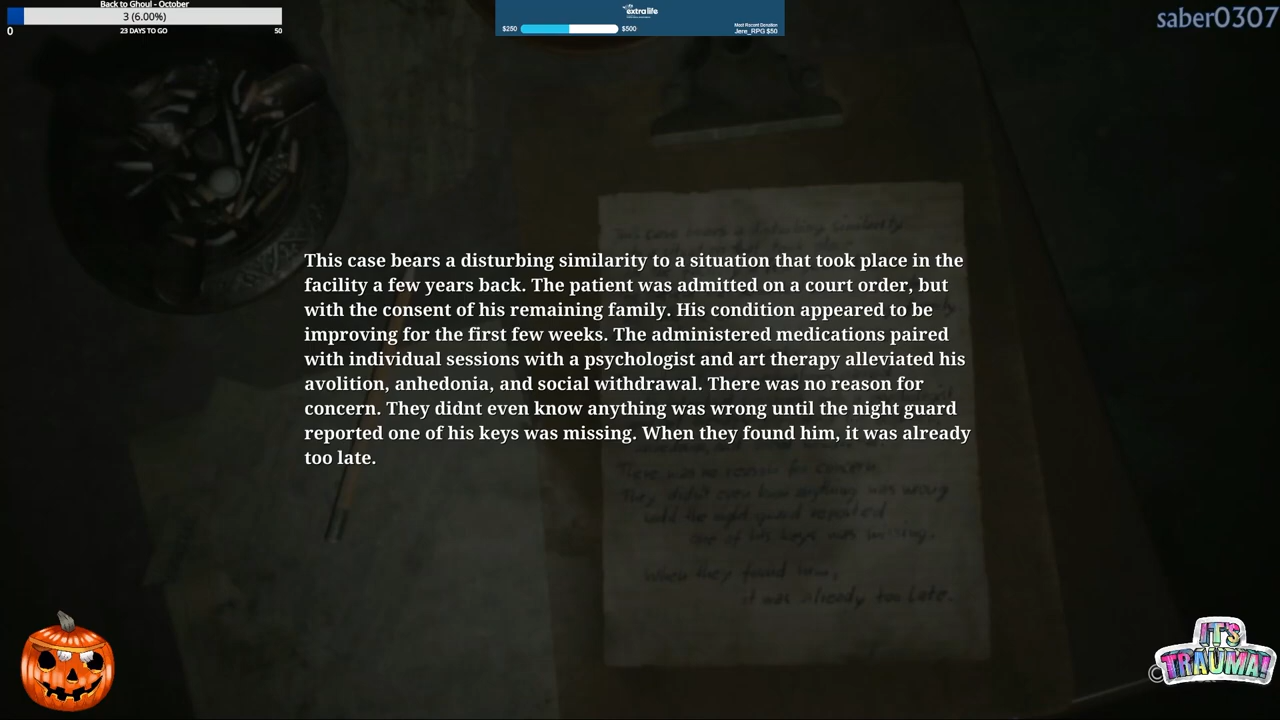 Back to Ghoul - October
3 (6.00%)
0 23 DAYS TO GO 50
extralife
$250 $500
Most Recent Donation
Jere_RPG $50
saber0307
This case bears a disturbing similarity to a situation that took place in the
facility a few years back. The patient was admitted on a court order, but
with the consent of his remaining family. His condition appeared to be
improving for the first few weeks. The administered medications paired
with individual sessions with a psychologist and art therapy alleviated his
avolition, anhedonia, and social withdrawal. There was no reason for
concern. They didnt even know anything was wrong until the night guard
reported one of his keys was missing. When they found him, it was already
too late.
This case bears a disturbing similarity
There was no reason for concern.
They didn't even know anything was wrong
until the night guard reported
one of his keys was missing.
When they found him,
it was already too late.
IT'S
TRAUMA!
©